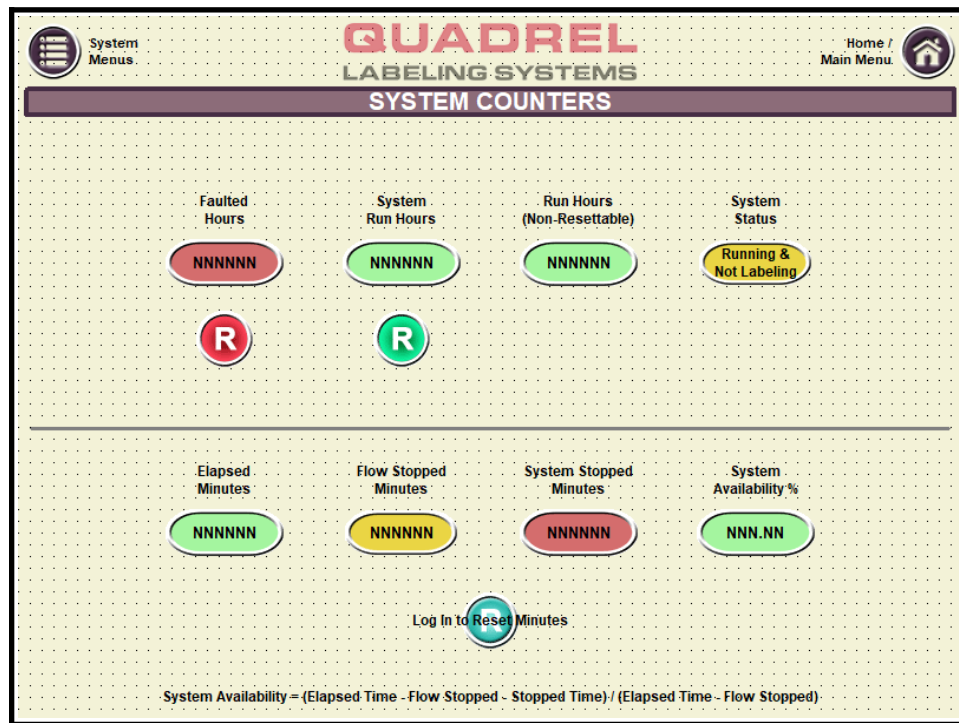 System
Menus
QUADREL
LABELING SYSTEMS
Home /
Main Menu
SYSTEM COUNTERS
Faulted
Hours
System
Run Hours
Run Hours
(Non-Resettable)
System
Status
NNNNNN
NNNNNN
NNNNNN
Running &
Not Labeling
R
R
Elapsed
Minutes
Flow Stopped
Minutes
System Stopped
Minutes
System
Availability %
NNNNNN
NNNNNN
NNNNNN
NNN.NN
R
Log In to Reset Minutes
System Availability = (Elapsed Time - Flow Stopped - Stopped Time) / (Elapsed Time - Flow Stopped)